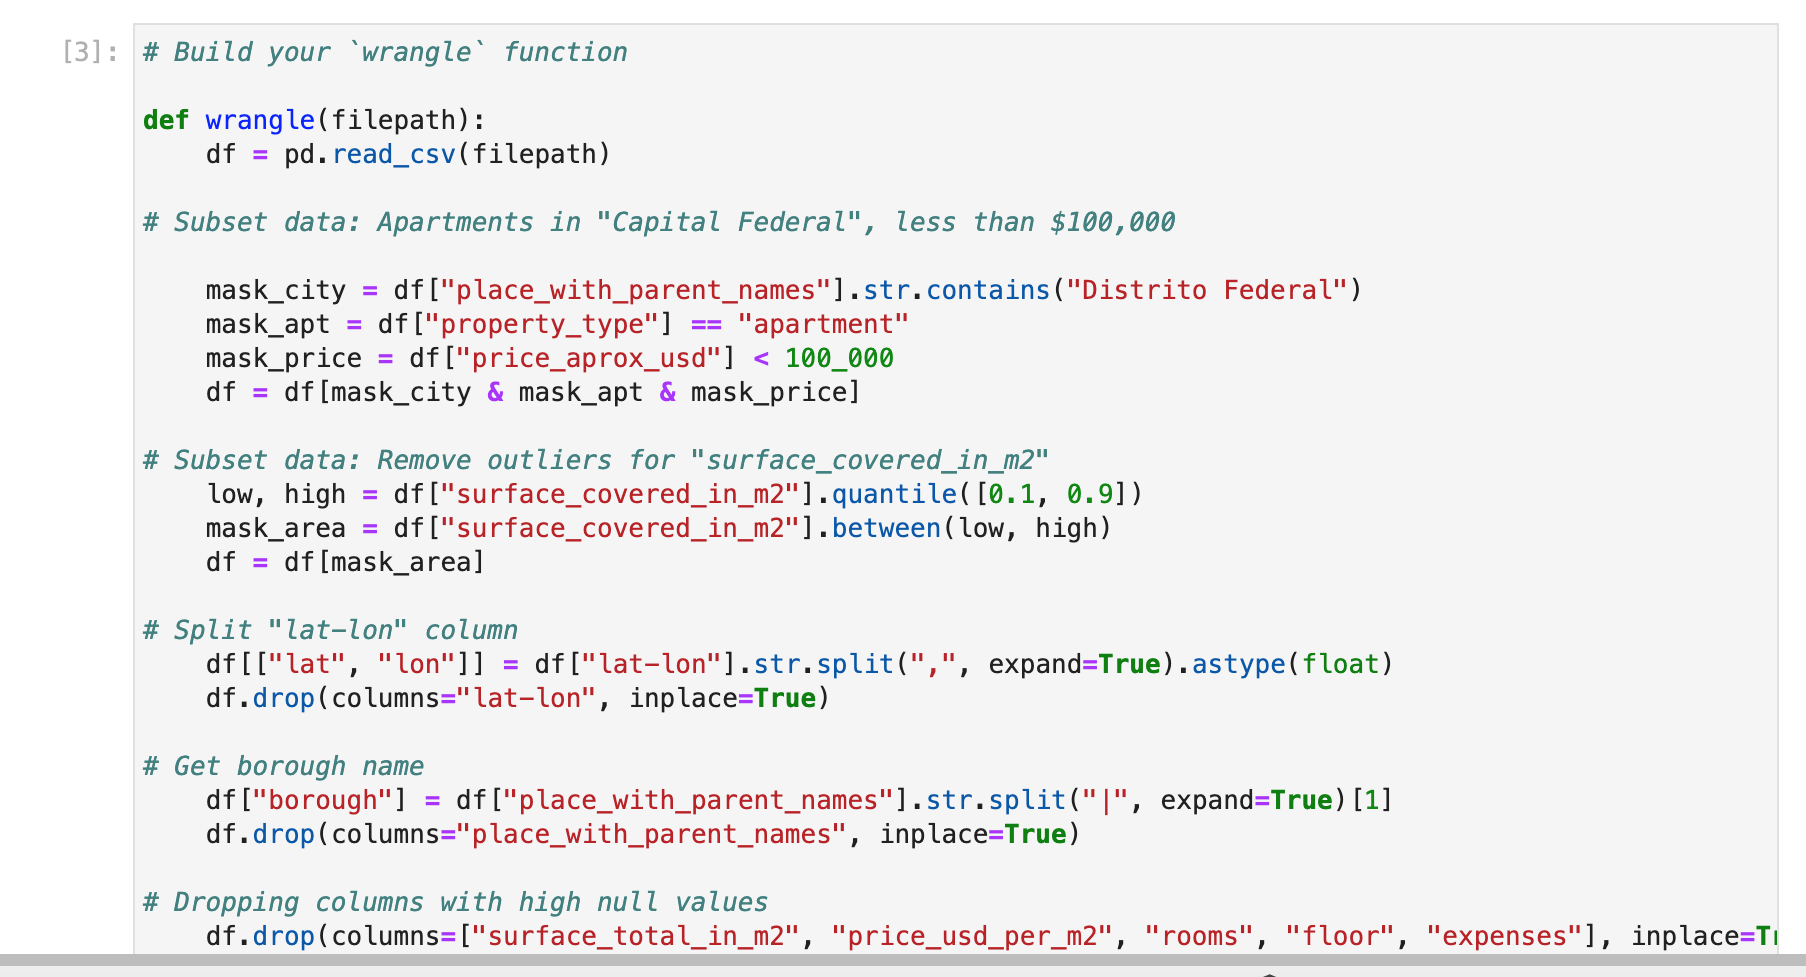 [3]:
# Build your `wrangle` function
def wrangle(filepath):
    df = pd.read_csv(filepath)
# Subset data: Apartments in "Capital Federal", less than $100,000
    mask_city = df["place_with_parent_names"].str.contains("Distrito Federal")
    mask_apt = df["property_type"] == "apartment"
    mask_price = df["price_aprox_usd"] < 100_000
    df = df[mask_city & mask_apt & mask_price]
# Subset data: Remove outliers for "surface_covered_in_m2"
    low, high = df["surface_covered_in_m2"].quantile([0.1, 0.9])
    mask_area = df["surface_covered_in_m2"].between(low, high)
    df = df[mask_area]
# Split "lat-lon" column
    df[["lat", "lon"]] = df["lat-lon"].str.split(",", expand=True).astype(float)
    df.drop(columns="lat-lon", inplace=True)
# Get borough name
    df["borough"] = df["place_with_parent_names"].str.split("|", expand=True)[1]
    df.drop(columns="place_with_parent_names", inplace=True)
# Dropping columns with high null values
    df.drop(columns=["surface_total_in_m2", "price_usd_per_m2", "rooms", "floor", "expenses"], inplace=